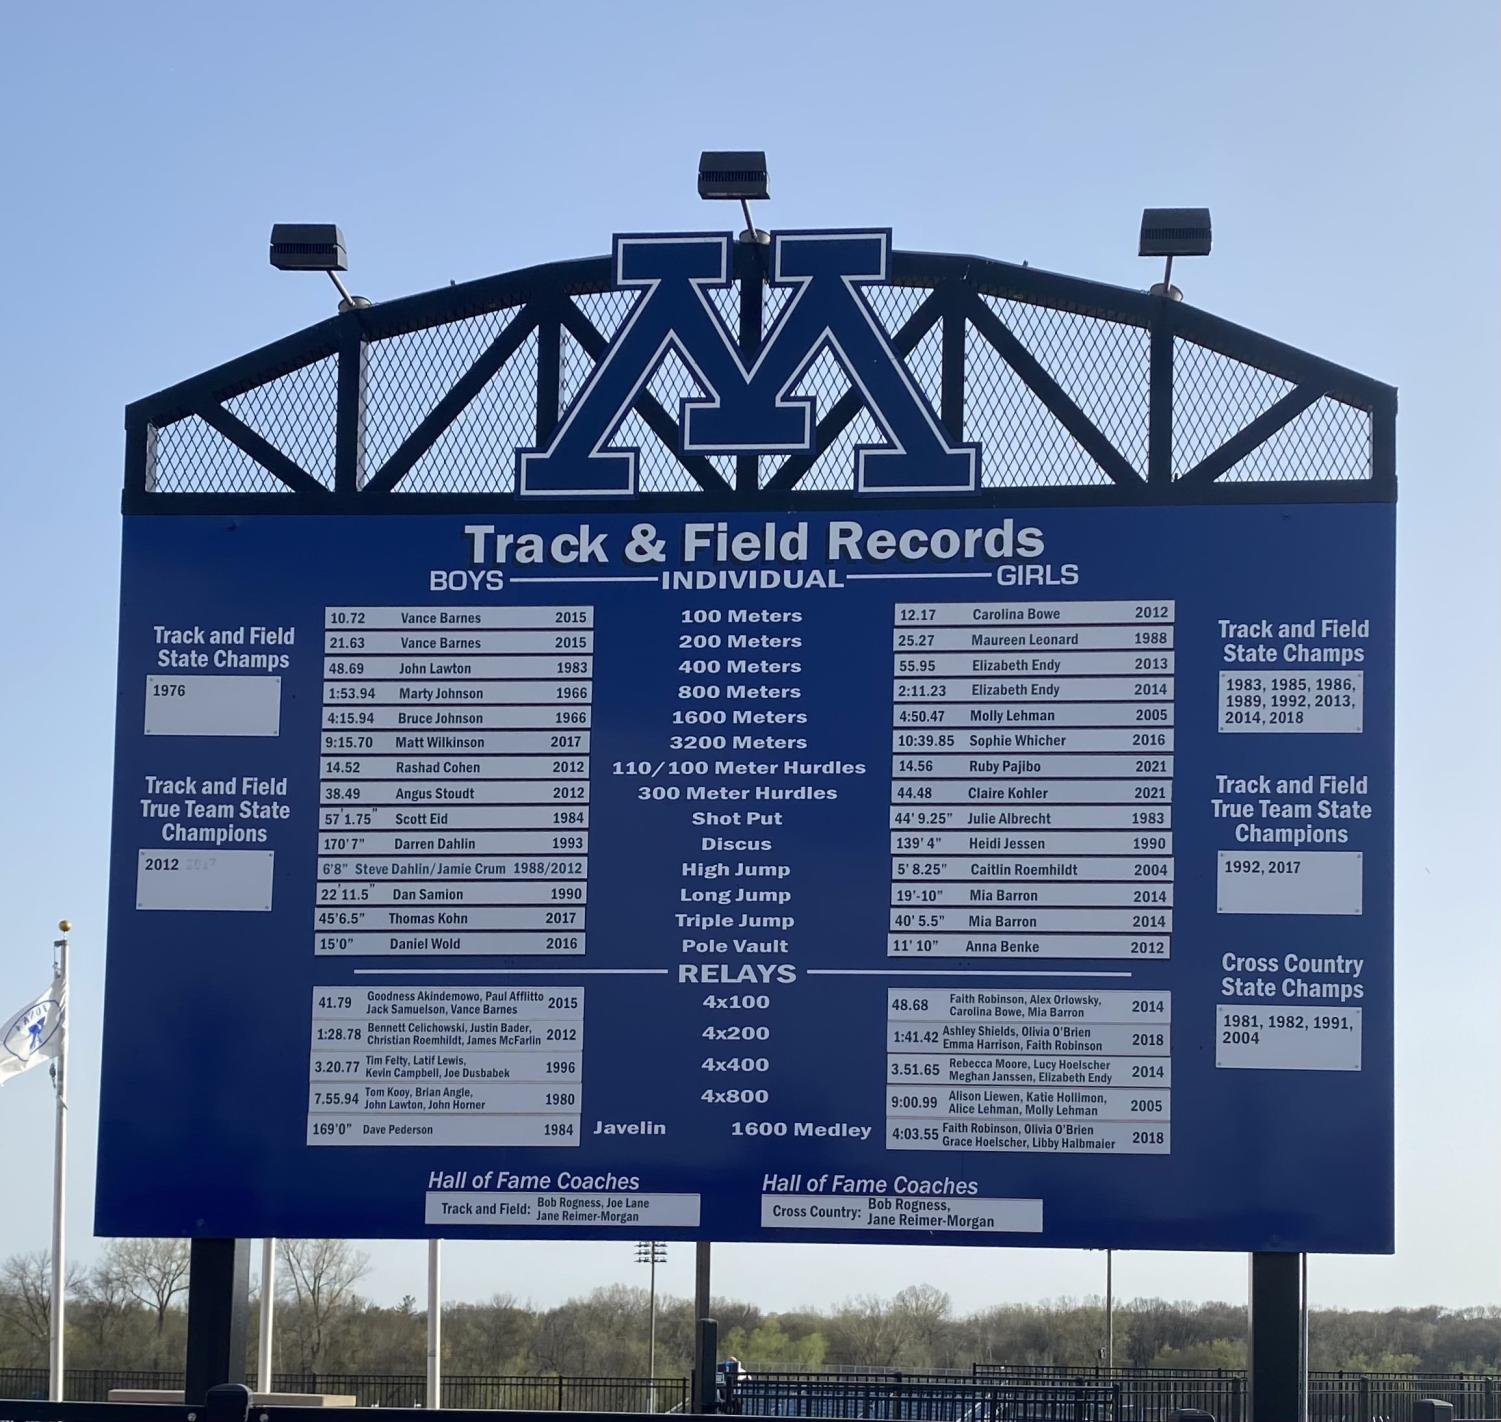 M
Track & Field Records
BOYS INDIVIDUAL GIRLS
10.72 Vance Barnes 2015 100 Meters 12.17 Carolina Bowe 2012
21.63 Vance Barnes 2015 200 Meters 25.27 Maureen Leonard 1988
48.69 John Lawton 1983 400 Meters 55.95 Elizabeth Endy 2013
1:53.94 Marty Johnson 1966 800 Meters 2:11.23 Elizabeth Endy 2014
4:15.94 Bruce Johnson 1966 1600 Meters 4:50.47 Molly Lehman 2005
9:15.70 Matt Wilkinson 2017 3200 Meters 10:39.85 Sophie Whicher 2016
14.52 Rashad Cohen 2012 110/100 Meter Hurdles 14.56 Ruby Pajibo 2021
38.49 Angus Stoudt 2012 300 Meter Hurdles 44.48 Claire Kohler 2021
57'1.75" Scott Eid 1984 Shot Put 44' 9.25" Julie Albrecht 1983
170'7" Darren Dahlin 1993 Discus 139' 4" Heidi Jessen 1990
6'8" Steve Dahlin/Jamie Crum 1988/2012 High Jump 5' 8.25" Caitlin Roemhildt 2004
22'11.5" Dan Samion 1990 Long Jump 19'-10" Mia Barron 2014
45'6.5" Thomas Kohn 2017 Triple Jump 40' 5.5" Mia Barron 2014
15'0" Daniel Wold 2016 Pole Vault 11' 10" Anna Benke 2012
Track and Field
State Champs
1976
Track and Field
True Team State
Champions
2012 2017
Track and Field
State Champs
1983, 1985, 1986,
1989, 1992, 2013,
2014, 2018
Track and Field
True Team State
Champions
1992, 2017
Cross Country
State Champs
1981, 1982, 1991,
2004
RELAYS
41.79 Goodness Akindemowo, Paul Afflitto
Jack Samuelson, Vance Barnes 2015
4x100
48.68 Faith Robinson, Alex Orlowsky,
Carolina Bowe, Mia Barron 2014
1:28.78 Bennett Celichowski, Justin Bader,
Christian Roemhildt, James McFarlin 2012
4x200
1:41.42 Ashley Shields, Olivia O'Brien
Emma Harrison, Faith Robinson 2018
3.20.77 Tim Felty, Latif Lewis,
Kevin Campbell, Joe Dusbabek 1996
4x400
3.51.65 Rebecca Moore, Lucy Hoelscher
Meghan Janssen, Elizabeth Endy 2014
7.55.94 Tom Kooy, Brian Angle,
John Lawton, John Horner 1980
4x800
9:00.99 Alison Liewen, Katie Hollimon,
Alice Lehman, Molly Lehman 2005
169'0" Dave Pederson 1984 Javelin
1600 Medley
4:03.55 Faith Robinson, Olivia O'Brien
Grace Hoelscher, Libby Halbmaier 2018
Hall of Fame Coaches
Track and Field: Bob Rogness, Joe Lane
Jane Reimer-Morgan
Hall of Fame Coaches
Cross Country: Bob Rogness,
Jane Reimer-Morgan